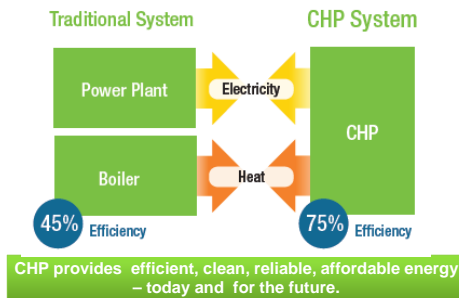 Traditional System
CHP System
Power Plant
Electricity
CHP
Boiler
Heat
45%
Efficiency
75%
Efficiency
CHP provides efficient, clean, reliable, affordable energy
– today and for the future.